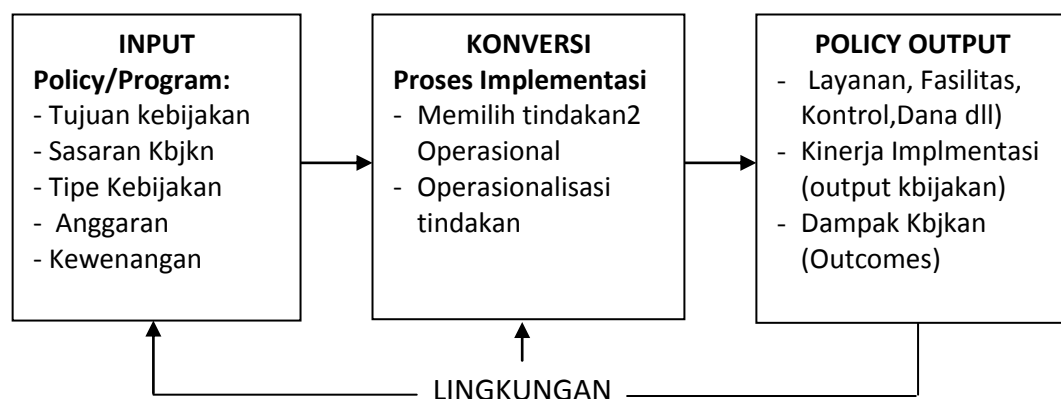 INPUT
Policy/Program:
- Tujuan kebijakan
- Sasaran Kbjkn
- Tipe Kebijakan
- Anggaran
- Kewenangan
KONVERSI
Proses Implementasi
- Memilih tindakan2
Operasional
- Operasionalisasi
tindakan
POLICY OUTPUT
- Layanan, Fasilitas,
Kontrol,Dana dll)
- Kinerja Implmentasi
(output kbijakan)
- Dampak Kbjkan
(Outcomes)
LINGKUNGAN